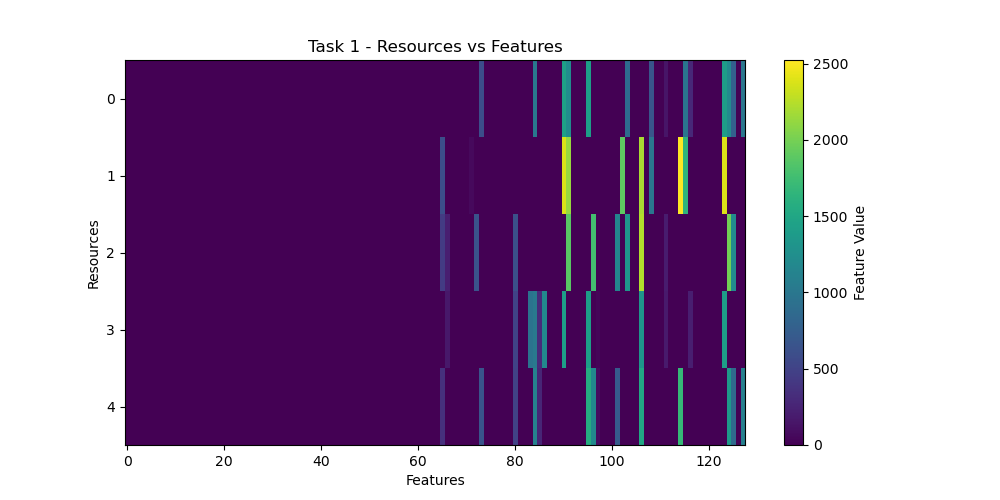 Task 1 - Resources vs Features
Resources
0
1
2
3
4
0 20 40 60 80 100 120
Features
2500
2000
1500
1000
500
0
Feature Value